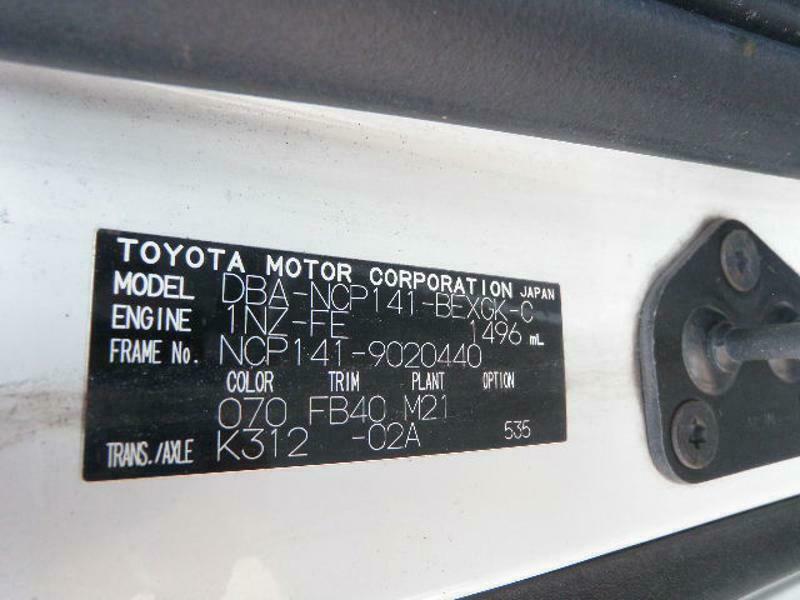 TOYOTA MOTOR CORPORATION JAPAN
MODEL DBA-NCP141-BEXGK-C
ENGINE 1NZ-FE 1496 mL
FRAME No. NCP141-9020440
COLOR TRIM PLANT OPTION
070 FB40 M21
TRANS./AXLE K312 -02A 535